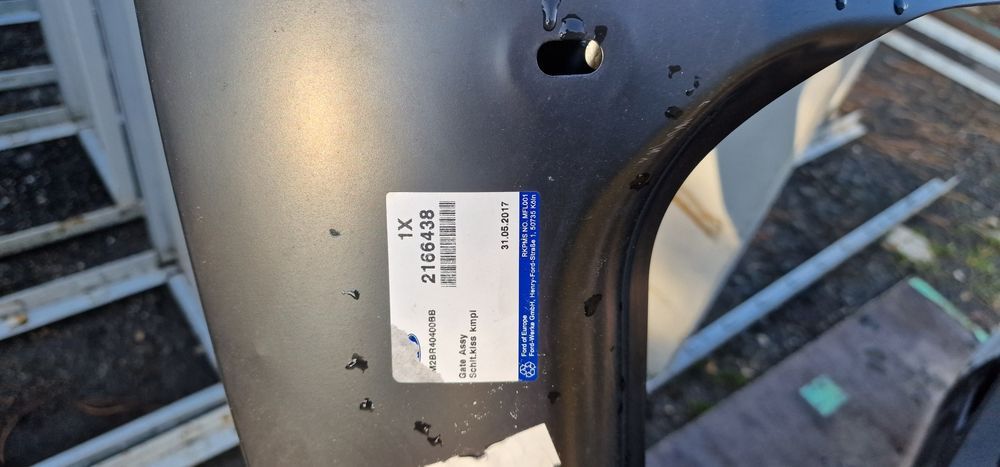 1X
2166438
31.05.2017
M2BR40400BB
Gate Assy
Schlt.kiss kmpl
RKPMS NO. MFL001
Ford of Europe
Ford-Werke GmbH, Henry-Ford-Straße 1, 50735 Köln